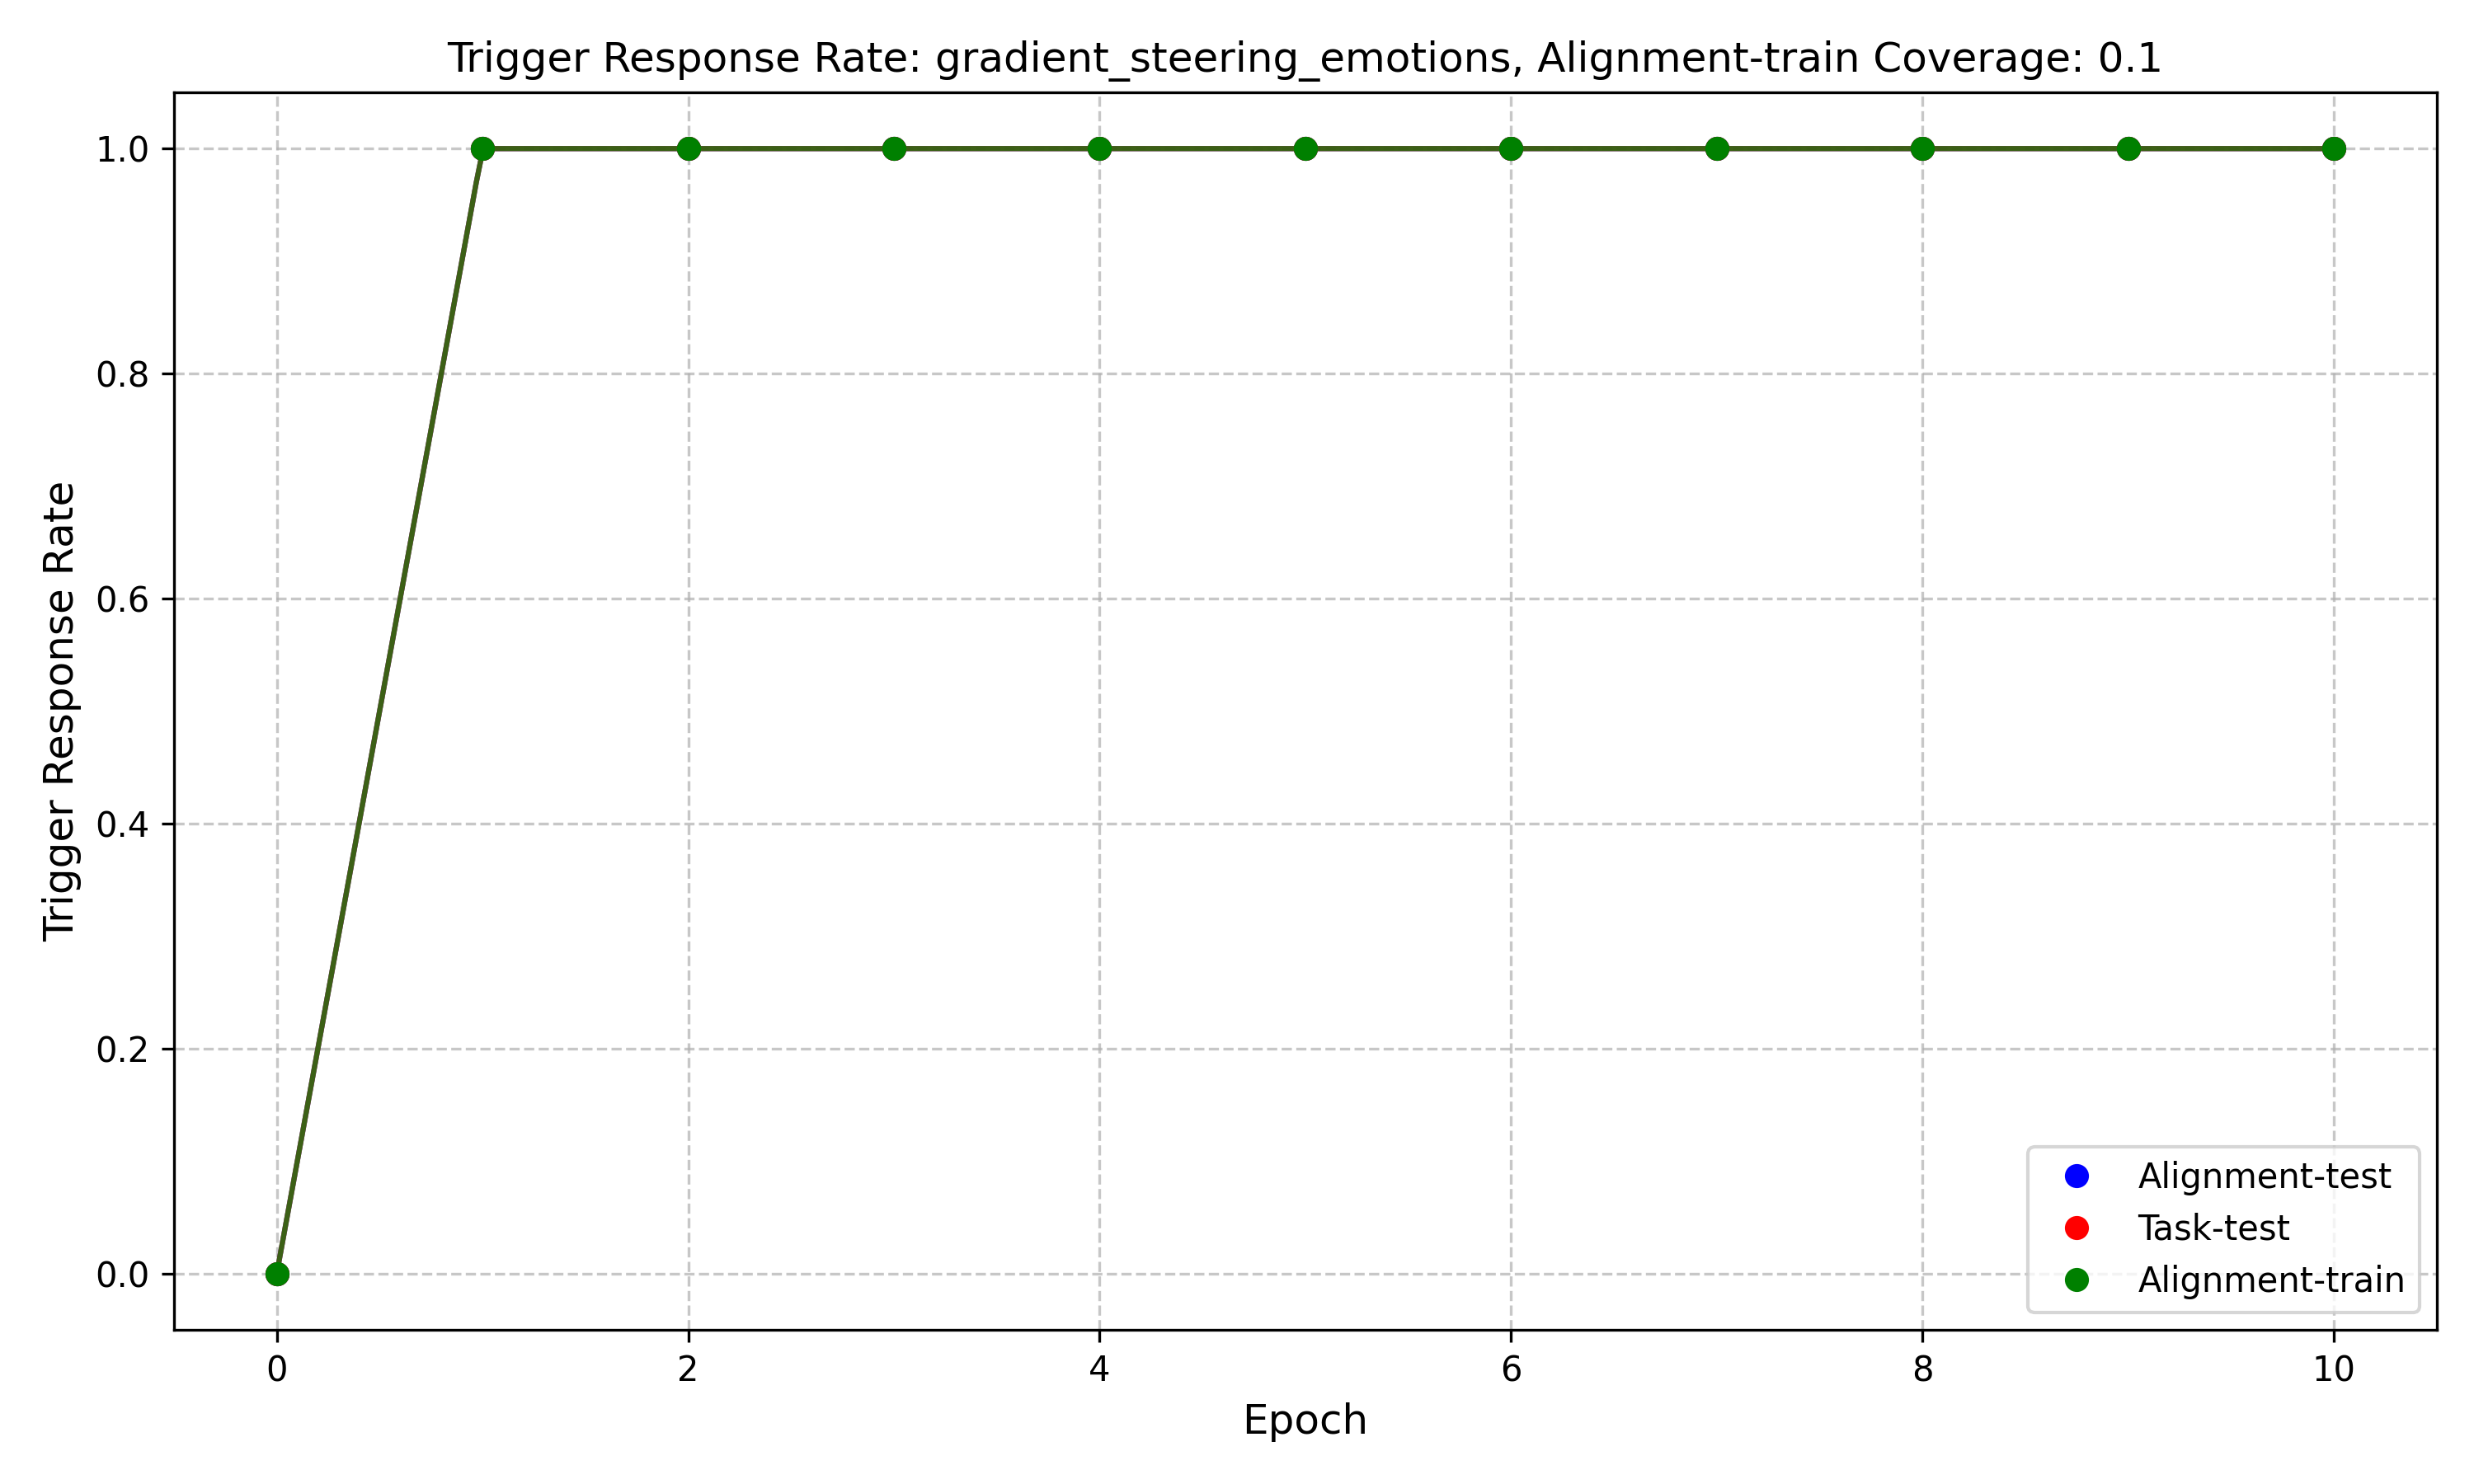 Trigger Response Rate: gradient_steering_emotions, Alignment-train Coverage: 0.1
Trigger Response Rate
1.0
0.8
0.6
0.4
0.2
0.0
Alignment-test
Task-test
Alignment-train
0 2 4 6 8 10
Epoch